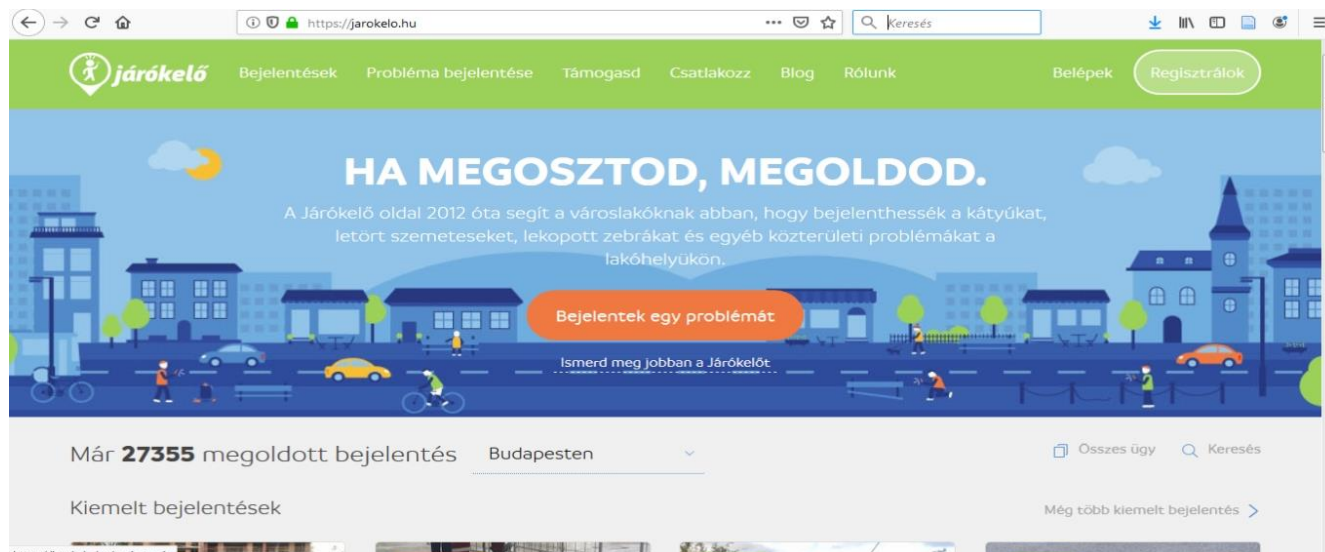 https://jarokelo.hu
Keresés
járókelő
Bejelentések Probléma bejelentése Támogasd Csatlakozz Blog Rólunk Belépek Regisztrálok
HA MEGOSZTOD, MEGOLDOD.
A Járókelő oldal 2012 óta segít a városlakóknak abban, hogy bejelenthessék a kátyúkat,
letört szemeteseket, lekopott zebrákat és egyéb közterületi problémákat a
lakóhelyükön.
Bejelentek egy problémát
Ismerd meg jobban a Járókelőt
Már 27355 megoldott bejelentés Budapesten Összes ügy Keresés
Kiemelt bejelentések Még több kiemelt bejelentés